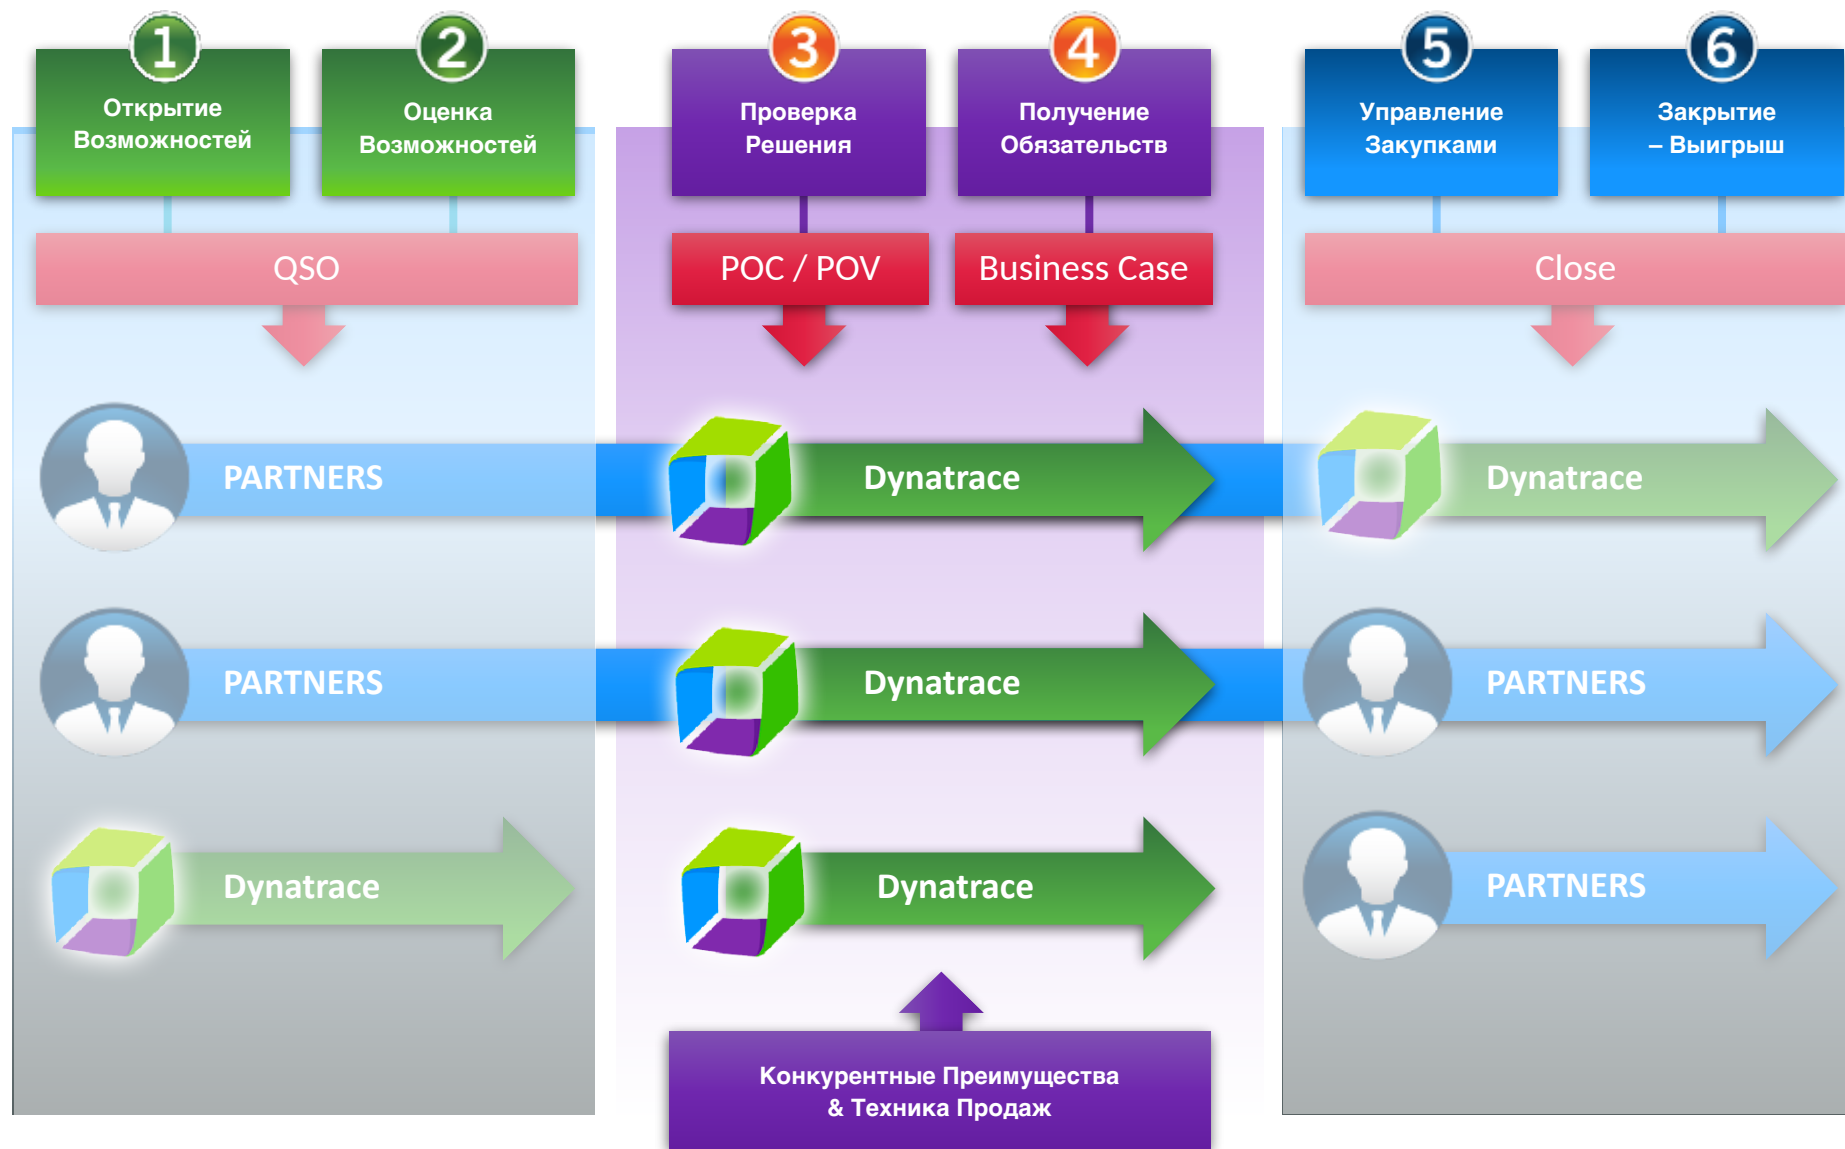 1
Открытие
Возможностей
2
Оценка
Возможностей
3
Проверка
Решения
4
Получение
Обязательств
5
Управление
Закупками
6
Закрытие
– Выигрыш
QSO
POC / POV
Business Case
Close
PARTNERS
Dynatrace
Dynatrace
PARTNERS
Dynatrace
PARTNERS
Dynatrace
Dynatrace
PARTNERS
Конкурентные Преимущества
& Техника Продаж